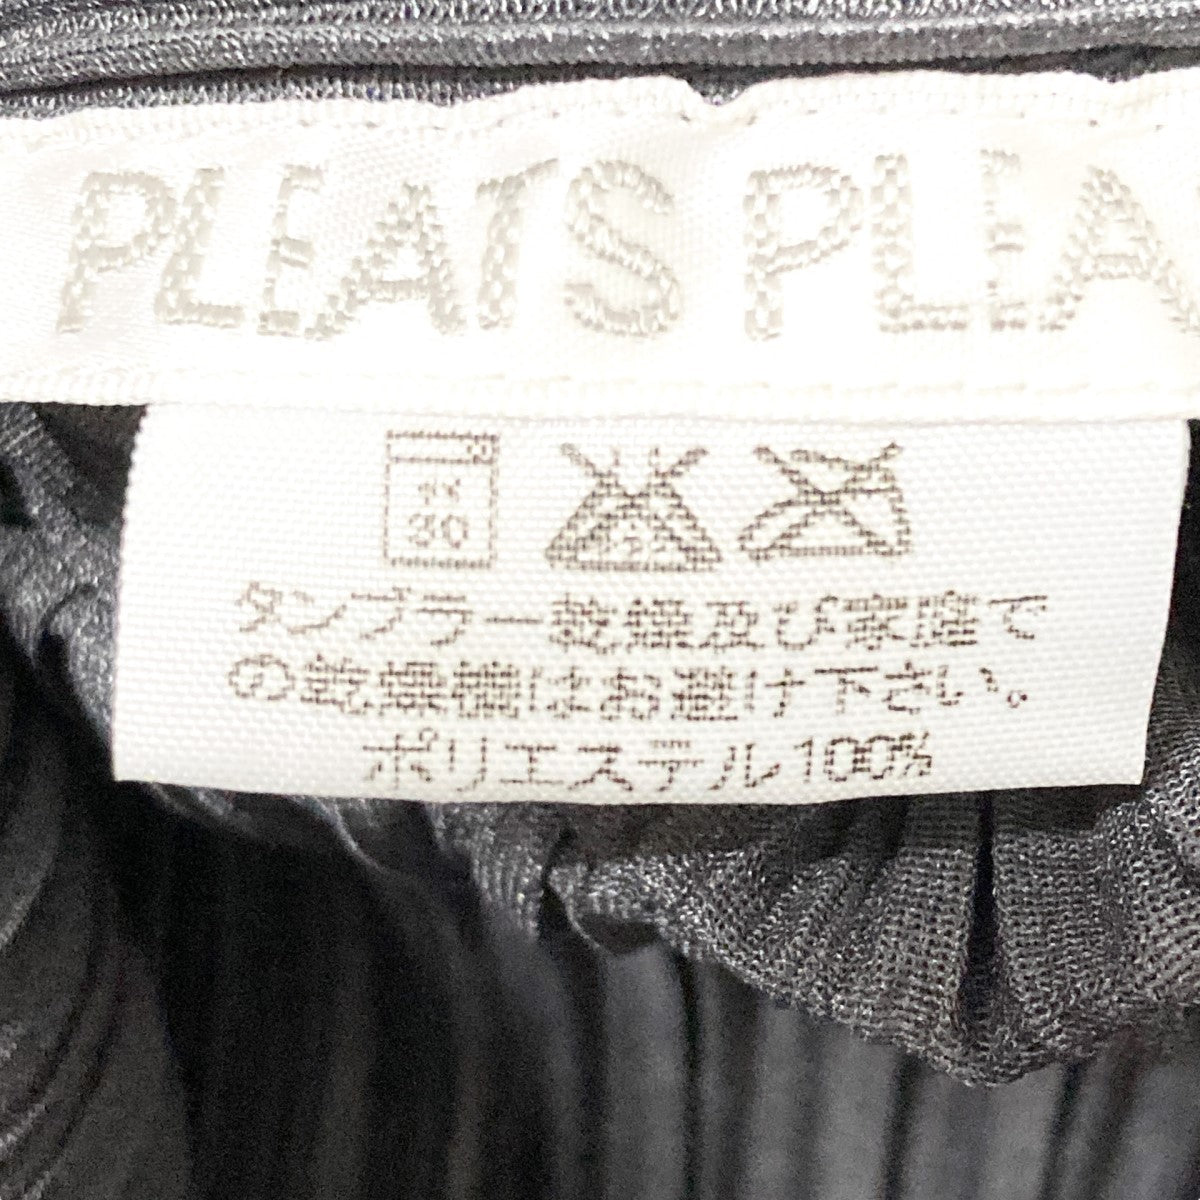 PLEATS PLEA
弱
30
タンブラー乾燥及び家庭で
の乾燥機はお避け下さい。
ポリエステル100%